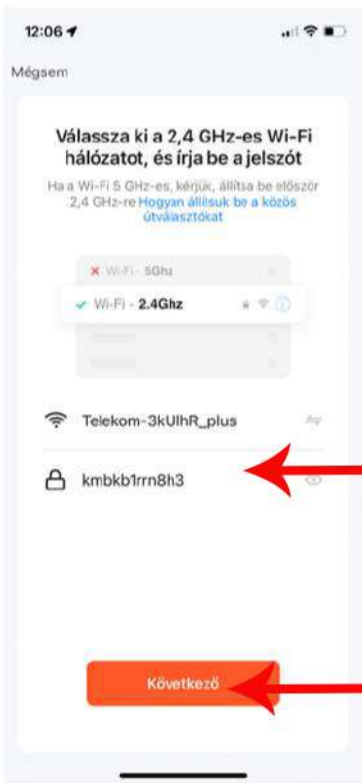 12:06
Mégsem
Válassza ki a 2,4 GHz-es Wi-Fi
hálózatot, és írja be a jelszót
Ha a Wi-Fi 5 GHz-es, kérjük, állítsa be először
2,4 GHz-re Hogyan állítsuk be a közös
útválasztókat
Wi-Fi - 5Ghz
Wi-Fi - 2.4Ghz
Telekom-3kUlhR_plus
kmbkb1rrn8h3
Következő